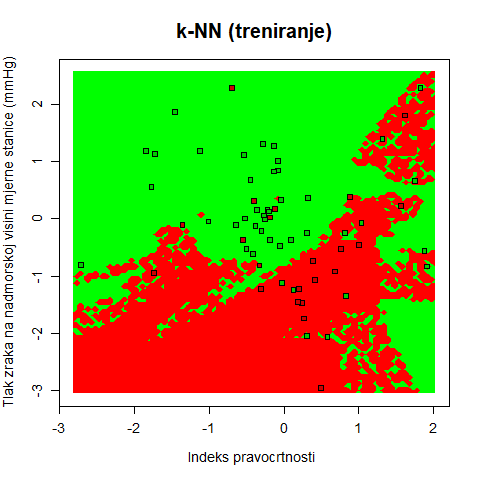 k-NN (treniranje)
Tlak zraka na nadmorskoj visini mjerne stanice (mmHg)
2
1
0
-1
-2
-3
-3 -2 -1 0 1 2
Indeks pravocrtnosti